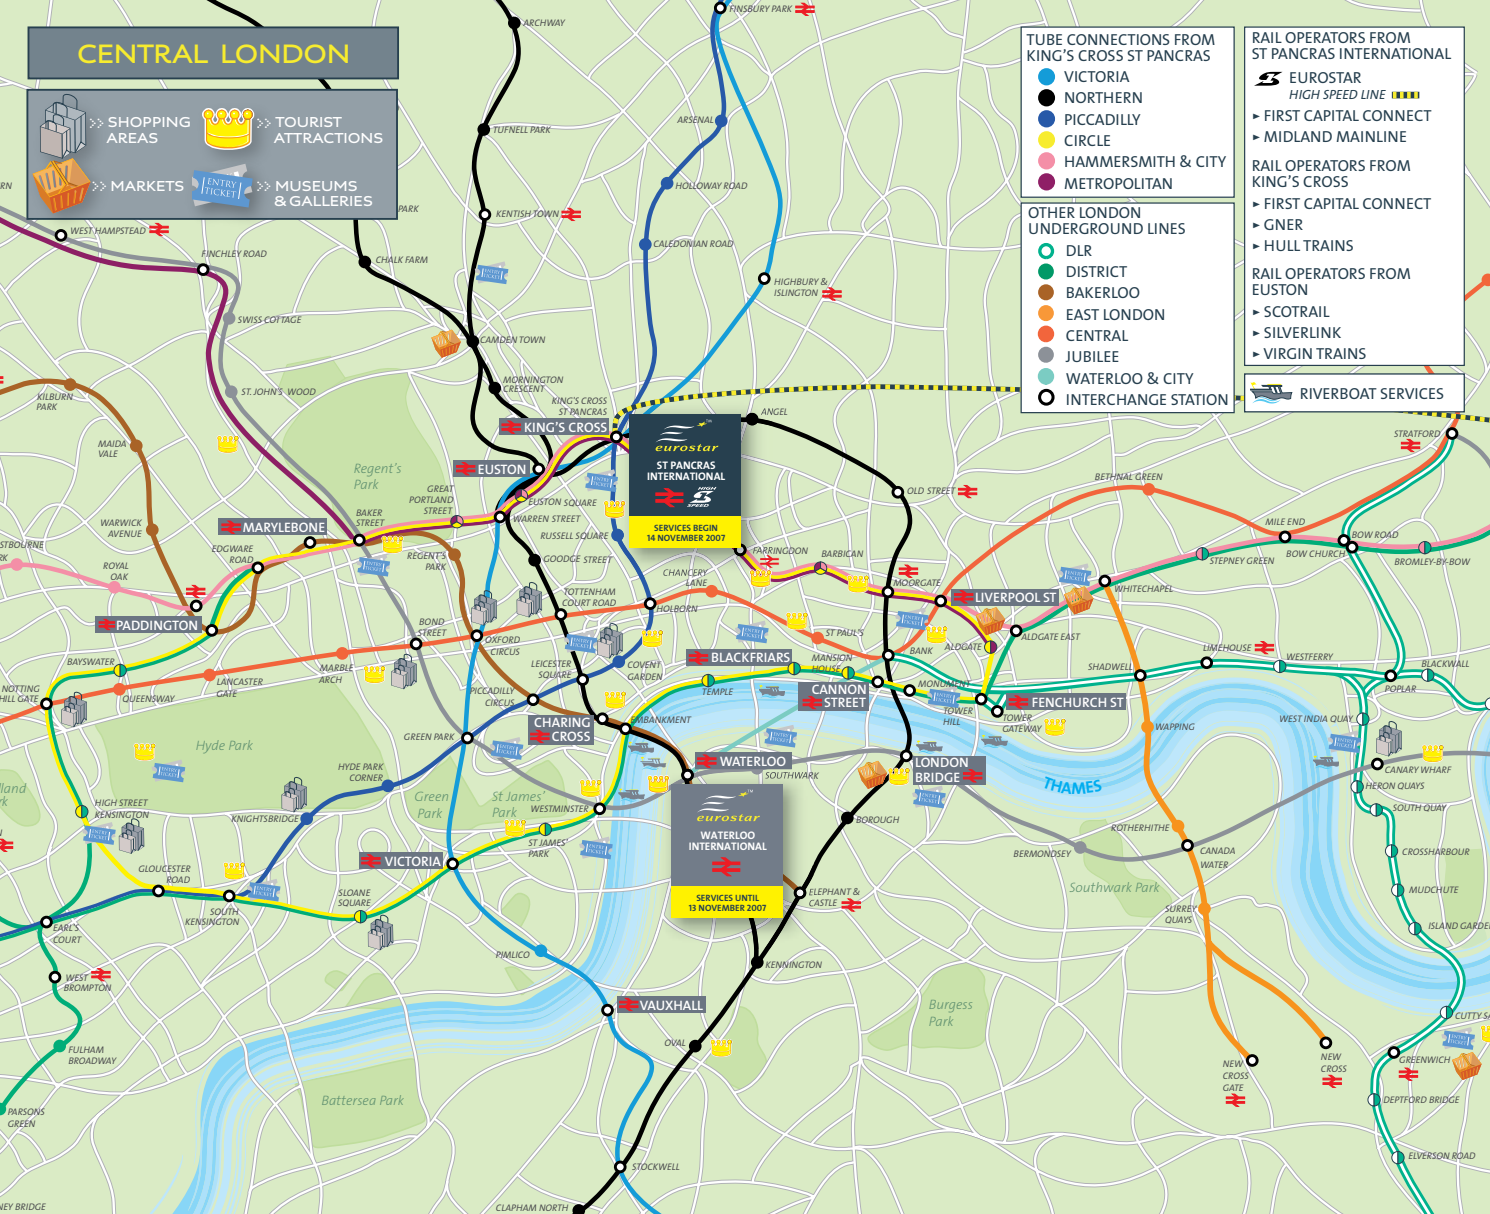 CENTRAL LONDON
SHOPPING
AREAS
TOURIST
ATTRACTIONS
MARKETS
ENTRY
TICKET
MUSEUMS
& GALLERIES
TUBE CONNECTIONS FROM
KING'S CROSS ST PANCRAS
VICTORIA
NORTHERN
PICCADILLY
CIRCLE
HAMMERSMITH & CITY
METROPOLITAN
OTHER LONDON
UNDERGROUND LINES
DLR
DISTRICT
BAKERLOO
EAST LONDON
CENTRAL
JUBILEE
WATERLOO & CITY
INTERCHANGE STATION
RAIL OPERATORS FROM
ST PANCRAS INTERNATIONAL
EUROSTAR
HIGH SPEED LINE
FIRST CAPITAL CONNECT
MIDLAND MAINLINE
RAIL OPERATORS FROM
KING'S CROSS
FIRST CAPITAL CONNECT
GNER
HULL TRAINS
RAIL OPERATORS FROM
EUSTON
SCOTRAIL
SILVERLINK
VIRGIN TRAINS
RIVERBOAT SERVICES
FINSBURY PARK
ARCHWAY
ARSENAL
TUFNELL PARK
HOLLOWAY ROAD
PARK
KENTISH TOWN
WEST HAMPSTEAD
FINCHLEY ROAD
CHALK FARM
CALEDONIAN ROAD
HIGHBURY &
ISLINGTON
SWISS COTTAGE
CAMDEN TOWN
MORNINGTON
CRESCENT
KILBURN
PARK
ST. JOHN'S WOOD
KING'S CROSS
ST PANCRAS
KING'S CROSS
ANGEL
eurostar
ST PANCRAS
INTERNATIONAL
HIGH
SPEED
SERVICES BEGIN
14 NOVEMBER 2007
STRATFORD
MAIDA
VALE
Regent's
Park
EUSTON
BETHNAL GREEN
OLD STREET
GREAT
PORTLAND
STREET
EUSTON SQUARE
BAKER
STREET
MARYLEBONE
WARREN STREET
WARWICK
AVENUE
RUSSELL SQUARE
MILE END
BOW ROAD
BOW CHURCH
BROMLEY-BY-BOW
STEPNEY GREEN
EDGWARE
ROAD
REGENT'S
PARK
GOODGE STREET
FARRINGDON
BARBICAN
MOORGATE
STBOURNE
RK
ROYAL
OAK
CHANCERY
LANE
WHITECHAPEL
TOTTENHAM
COURT ROAD
HOLBORN
LIVERPOOL ST
PADDINGTON
BOND
STREET
OXFORD
CIRCUS
ST PAUL'S
BANK
ALDGATE
ALDGATE EAST
BAYSWATER
MARBLE
ARCH
LEICESTER
SQUARE
COVENT
GARDEN
BLACKFRIARS
MANSION
HOUSE
LIMEHOUSE
WESTFERRY
BLACKWALL
SHADWELL
POPLAR
NOTTING
HILL GATE
QUEENSWAY
LANCASTER
GATE
PICCADILLY
CIRCUS
TEMPLE
CANNON
STREET
MONUMENT
TOWER
HILL
FENCHURCH ST
TOWER
GATEWAY
CHARING
CROSS
EMBANKMENT
WAPPING
WEST INDIA QUAY
GREEN PARK
Hyde Park
WATERLOO
SOUTHWARK
LONDON
BRIDGE
CANARY WHARF
HYDE PARK
CORNER
THAMES
HERON QUAYS
Green
Park
St James'
Park
WESTMINSTER
SOUTH QUAY
HIGH STREET
KENSINGTON
KNIGHTSBRIDGE
ST JAMES'
PARK
eurostar
WATERLOO
INTERNATIONAL
SERVICES UNTIL
13 NOVEMBER 2007
BOROUGH
ROTHERHITHE
BERMONDSEY
CANADA
WATER
CROSSHARBOUR
VICTORIA
GLOUCESTER
ROAD
SLOANE
SQUARE
SOUTH
KENSINGTON
ELEPHANT &
CASTLE
Southwark Park
MUDCHUTE
SURREY
QUAYS
ISLAND GARDE
EARL'S
COURT
PIMLICO
KENNINGTON
WEST
BROMPTON
VAUXHALL
Burgess
Park
CUTTY SA
OVAL
FULHAM
BROADWAY
NEW
CROSS
GATE
NEW
CROSS
GREENWICH
Battersea Park
DEPTFORD BRIDGE
PARSONS
GREEN
ELVERSON ROAD
STOCKWELL
CLAPHAM NORTH
NEY BRIDGE